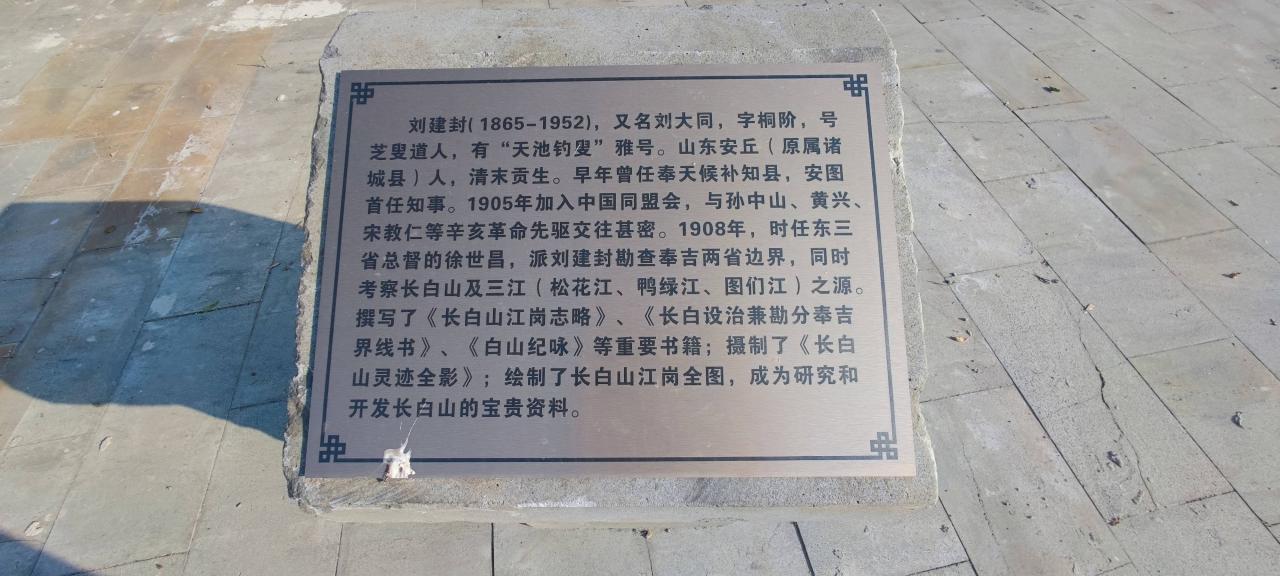 刘建封(1865-1952)，又名刘大同，字桐阶，号
芝叟道人，有“天池钓叟”雅号。山东安丘（原属诸
城县）人，清末贡生。早年曾任奉天候补知县，安图
首任知事。1905年加入中国同盟会，与孙中山、黄兴、
宋教仁等辛亥革命先驱交往甚密。1908年，时任东三
省总督的徐世昌，派刘建封勘查奉吉两省边界，同时
考察长白山及三江（松花江、鸭绿江、图们江）之源。
撰写了《长白山江岗志略》、《长白设治兼勘分奉吉
界线书》、《白山纪咏》等重要书籍；摄制了《长白
山灵迹全影》；绘制了长白山江岗全图，成为研究和
开发长白山的宝贵资料。